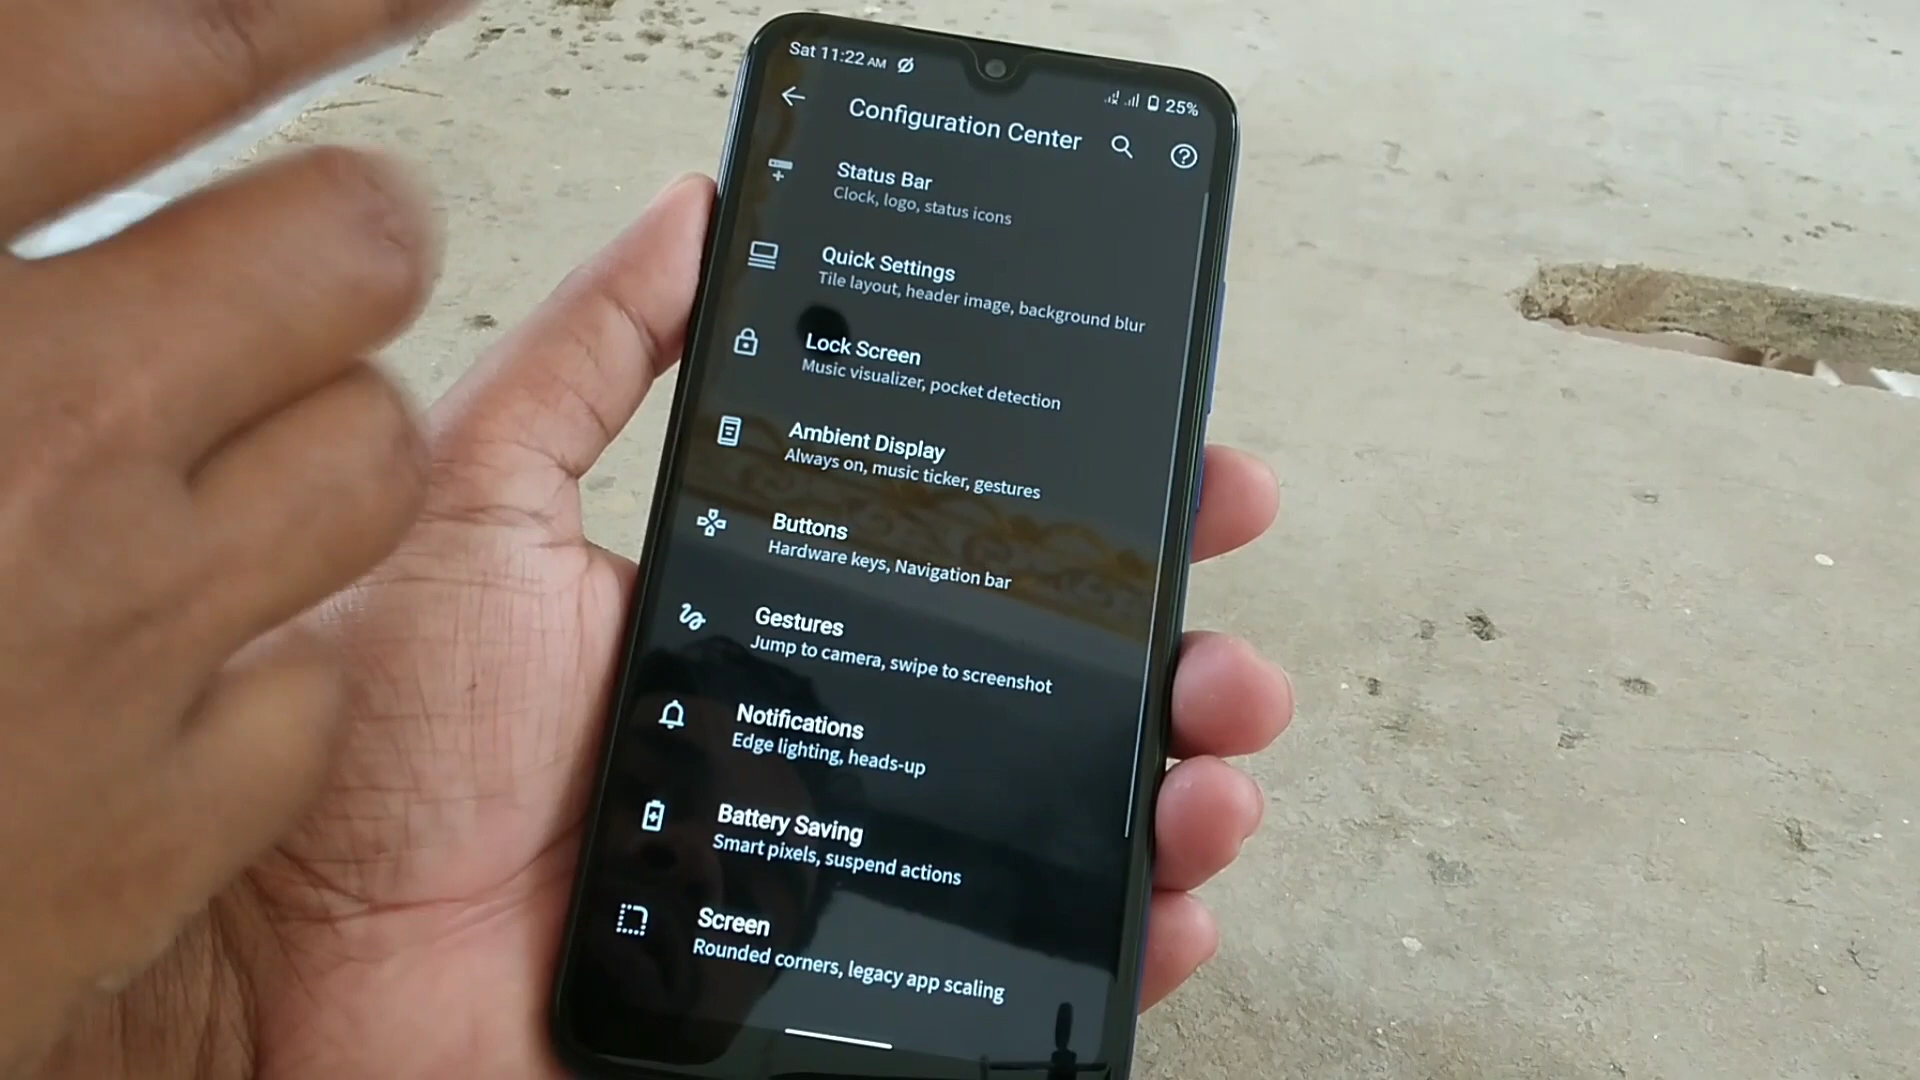 Sat 11:22 AM
25%
Configuration Center
Status Bar
Clock, logo, status icons
Quick Settings
Tile layout, header image, background blur
Lock Screen
Music visualizer, pocket detection
Ambient Display
Always on, music ticker, gestures
Buttons
Hardware keys, Navigation bar
Gestures
Jump to camera, swipe to screenshot
Notifications
Edge lighting, heads-up
Battery Saving
Smart pixels, suspend actions
Screen
Rounded corners, legacy app scaling